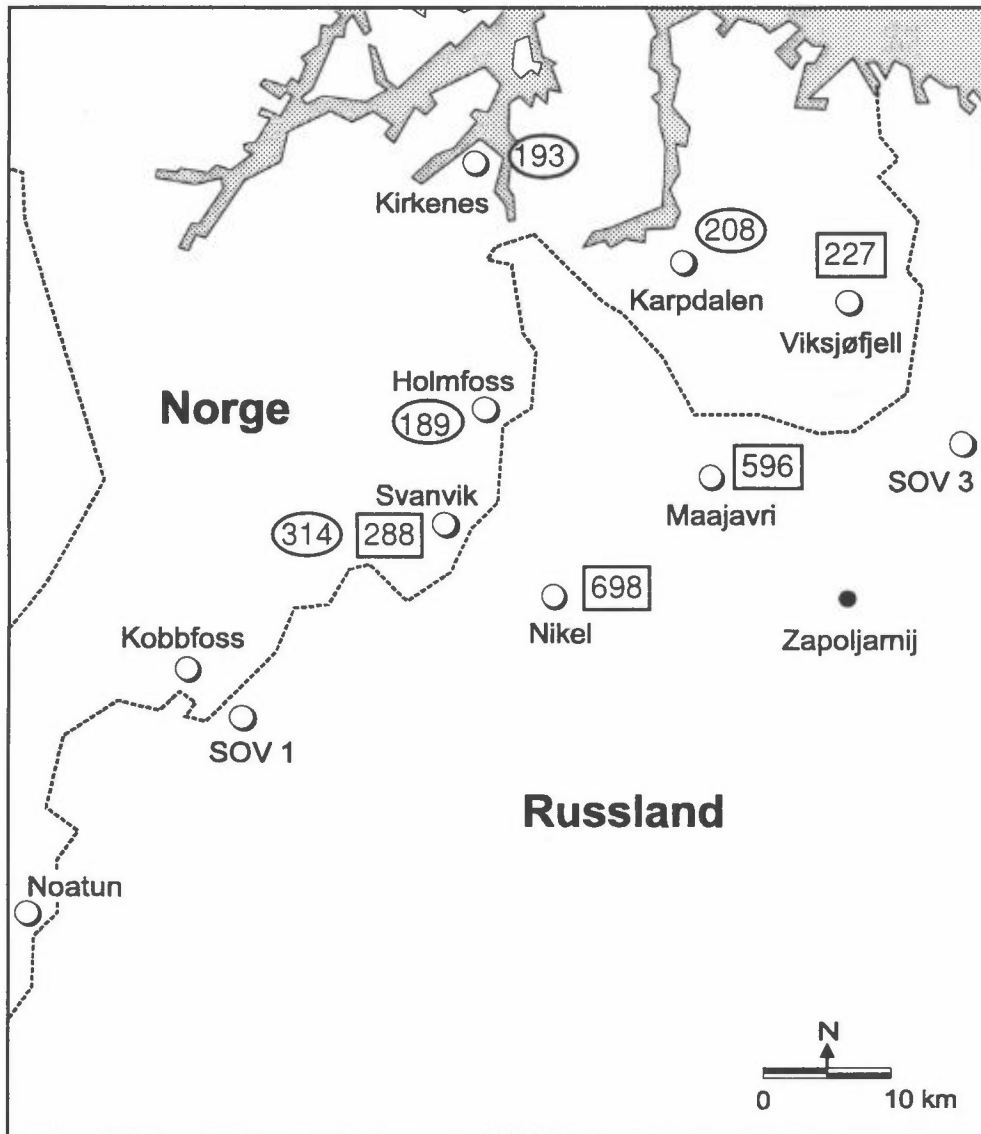 193
Kirkenes
208
Karpdalen
227
Viksjøfjell
Holmfoss
189
Norge
596
Maajavri
SOV 3
Svanvik
314 288
698
Nikel
Zapoljarnij
Kobbfoss
SOV 1
Russland
Noatun
N
0 10 km